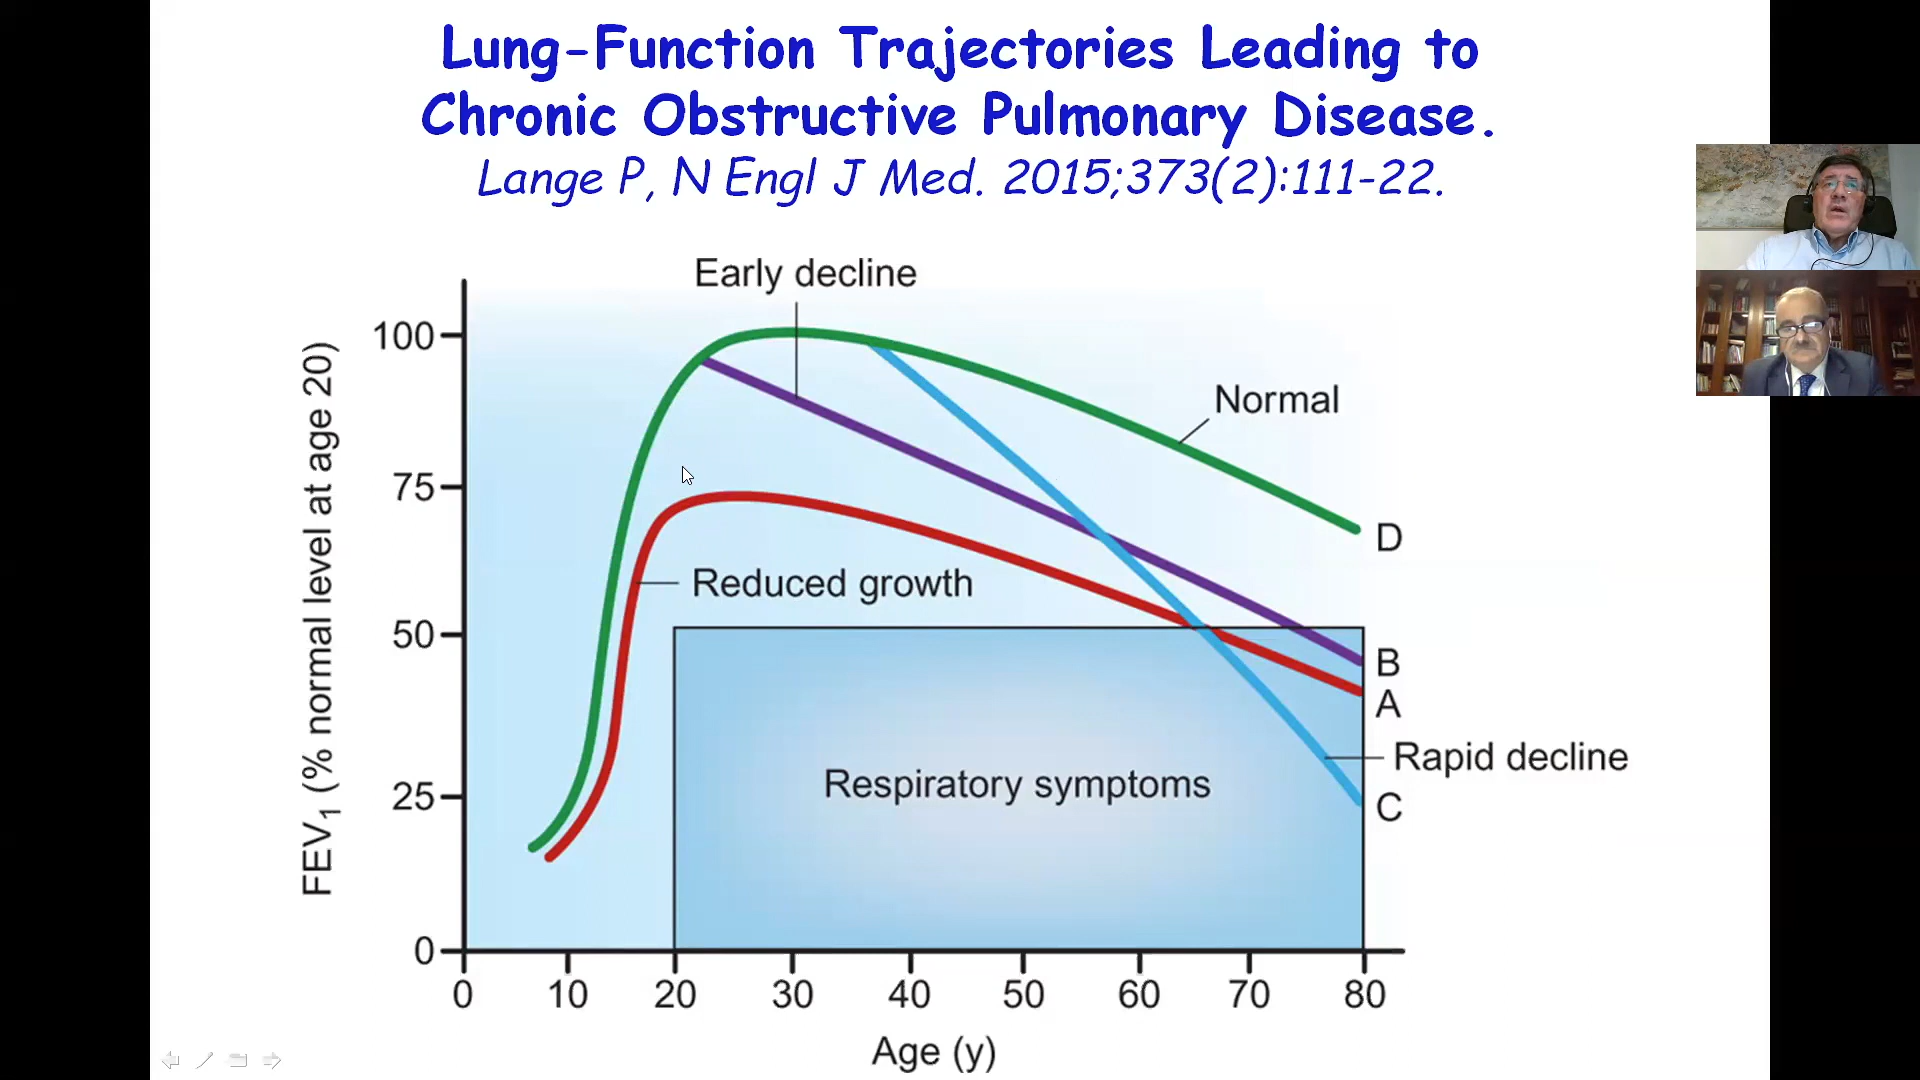 Lung-Function Trajectories Leading to
Chronic Obstructive Pulmonary Disease.
Lange P, N Engl J Med. 2015;373(2):111-22.
Early decline
100
75
50
25
0
FEV1 (% normal level at age 20)
Normal
D
Reduced growth
B
A
Rapid decline
Respiratory symptoms
C
0 10 20 30 40 50 60 70 80
Age (y)